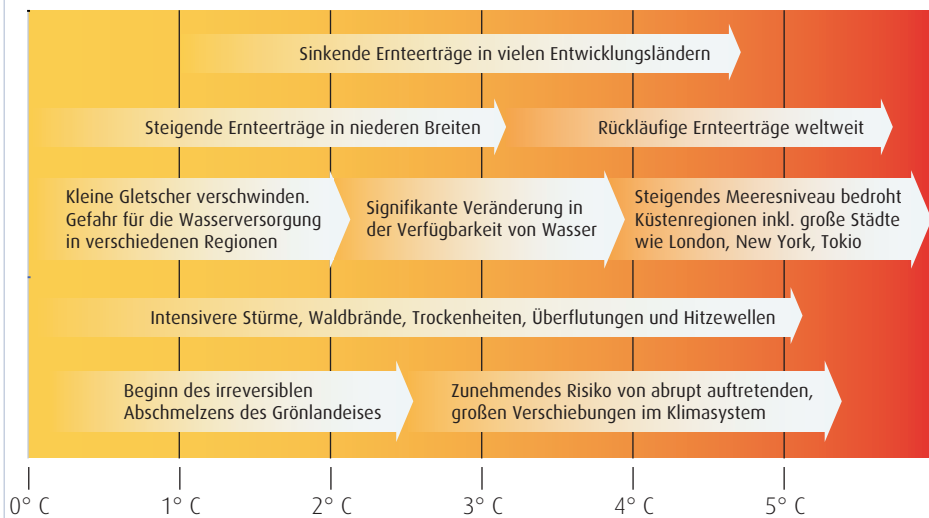 Sinkende Ernteerträge in vielen Entwicklungsländern
Steigende Ernteerträge in niederen Breiten
Rückläufige Ernteerträge weltweit
Kleine Gletscher verschwinden.
Gefahr für die Wasserversorgung
in verschiedenen Regionen
Signifikante Veränderung in
der Verfügbarkeit von Wasser
Steigendes Meeresniveau bedroht
Küstenregionen inkl. große Städte
wie London, New York, Tokio
Intensivere Stürme, Waldbrände, Trockenheiten, Überflutungen und Hitzewellen
Beginn des irreversiblen
Abschmelzens des Grönlandeises
Zunehmendes Risiko von abrupt auftretenden,
großen Verschiebungen im Klimasystem
0° C 1° C 2° C 3° C 4° C 5° C